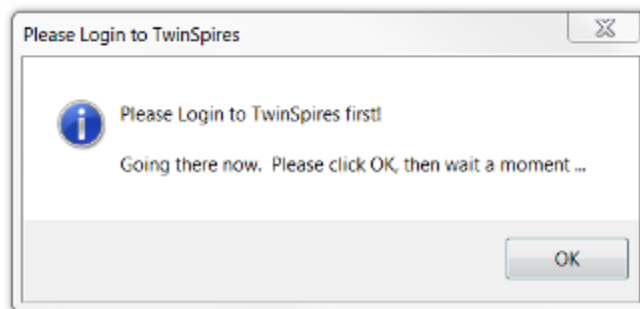 Please Login to TwinSpires
Please Login to TwinSpires first!
Going there now.  Please click OK, then wait a moment ...
OK